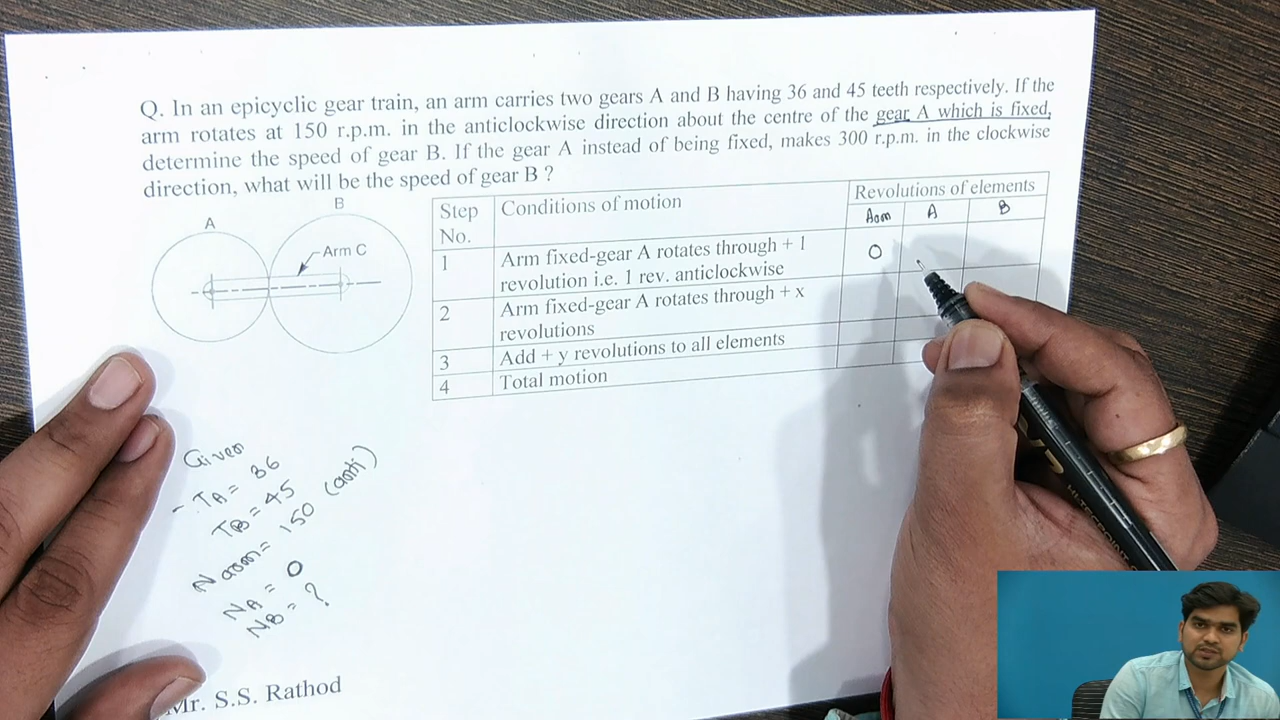 Q. In an epicyclic gear train, an arm carries two gears A and B having 36 and 45 teeth respectively. If the
arm rotates at 150 r.p.m. in the anticlockwise direction about the centre of the gear A which is fixed,
determine the speed of gear B. If the gear A instead of being fixed, makes 300 r.p.m. in the clockwise
direction, what will be the speed of gear B ?
A
B
Arm C
Step No.
Conditions of motion
Revolutions of elements
Arm
A
B
1
Arm fixed-gear A rotates through + 1
revolution i.e. 1 rev. anticlockwise
0
2
Arm fixed-gear A rotates through + x
revolutions
3
Add + y revolutions to all elements
4
Total motion
Given
- TA = 36
TB = 45
N arm = 150 (anti)
NA = 0
NB = ?
Mr. S.S. Rathod